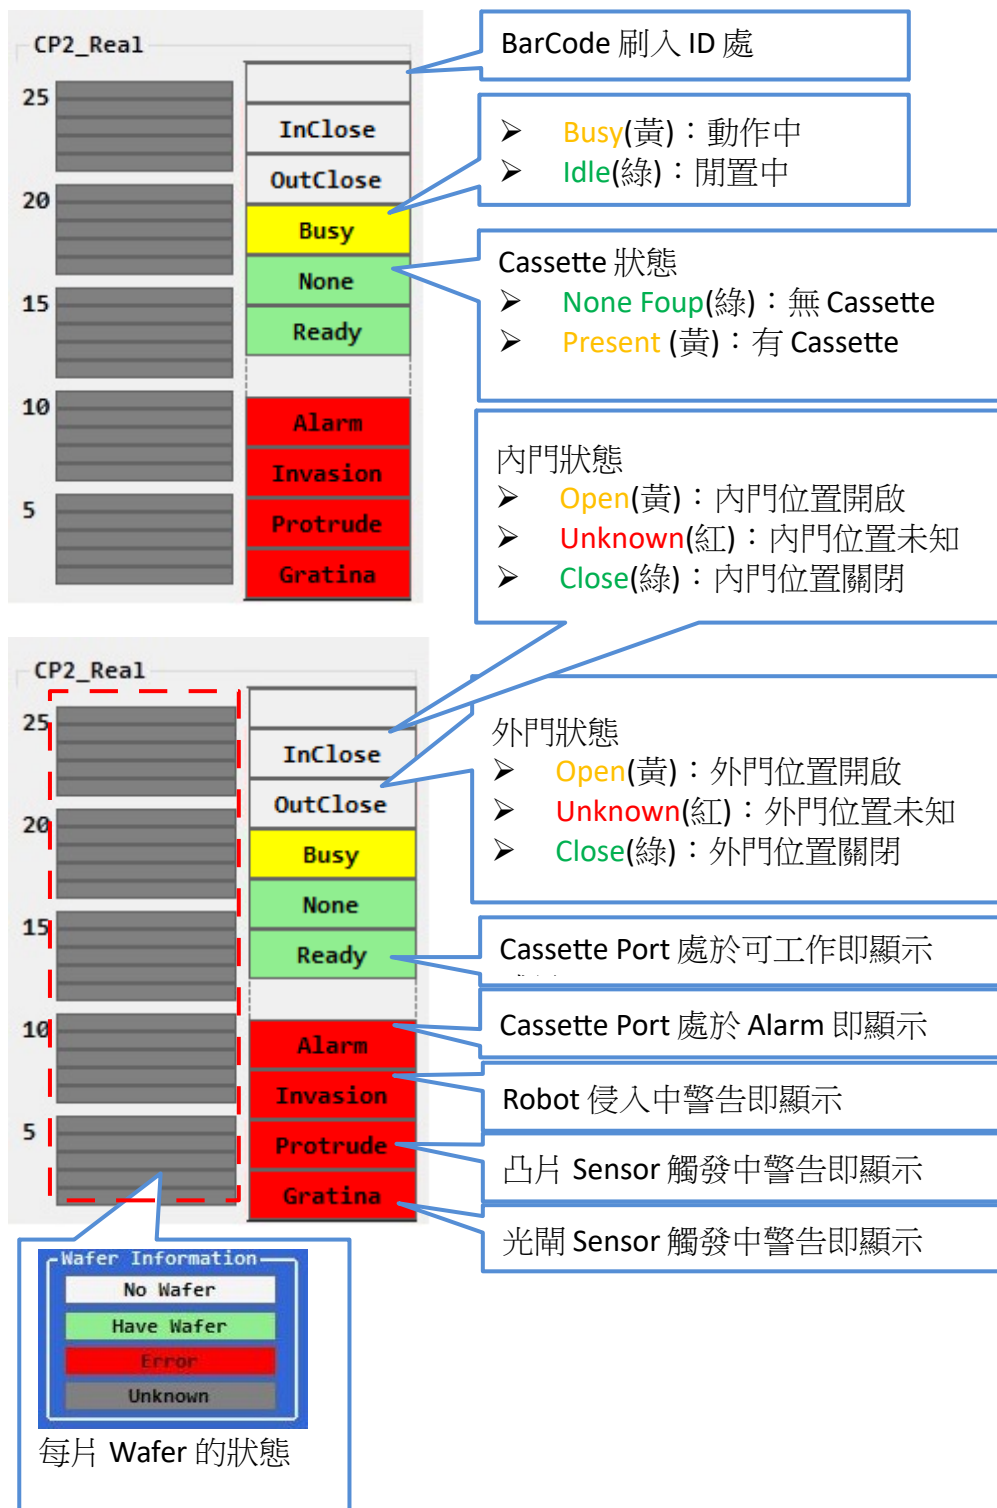 CP2_Real
25
20
15
10
5
InClose
OutClose
Busy
None
Ready
Alarm
Invasion
Protrude
Gratina
BarCode 刷入 ID 處
➢ Busy(黃)：動作中
➢ Idle(綠)：閒置中
Cassette 狀態
➢ None Foup(綠)：無 Cassette
➢ Present (黃)：有 Cassette
內門狀態
➢ Open(黃)：內門位置開啟
➢ Unknown(紅)：內門位置未知
➢ Close(綠)：內門位置關閉
CP2_Real
25
20
15
10
5
InClose
OutClose
Busy
None
Ready
Alarm
Invasion
Protrude
Gratina
外門狀態
➢ Open(黃)：外門位置開啟
➢ Unknown(紅)：外門位置未知
➢ Close(綠)：外門位置關閉
Cassette Port 處於可工作即顯示
Cassette Port 處於 Alarm 即顯示
Robot 侵入中警告即顯示
凸片 Sensor 觸發中警告即顯示
光閘 Sensor 觸發中警告即顯示
Wafer Information
No Wafer
Have Wafer
Error
Unknown
每片 Wafer 的狀態